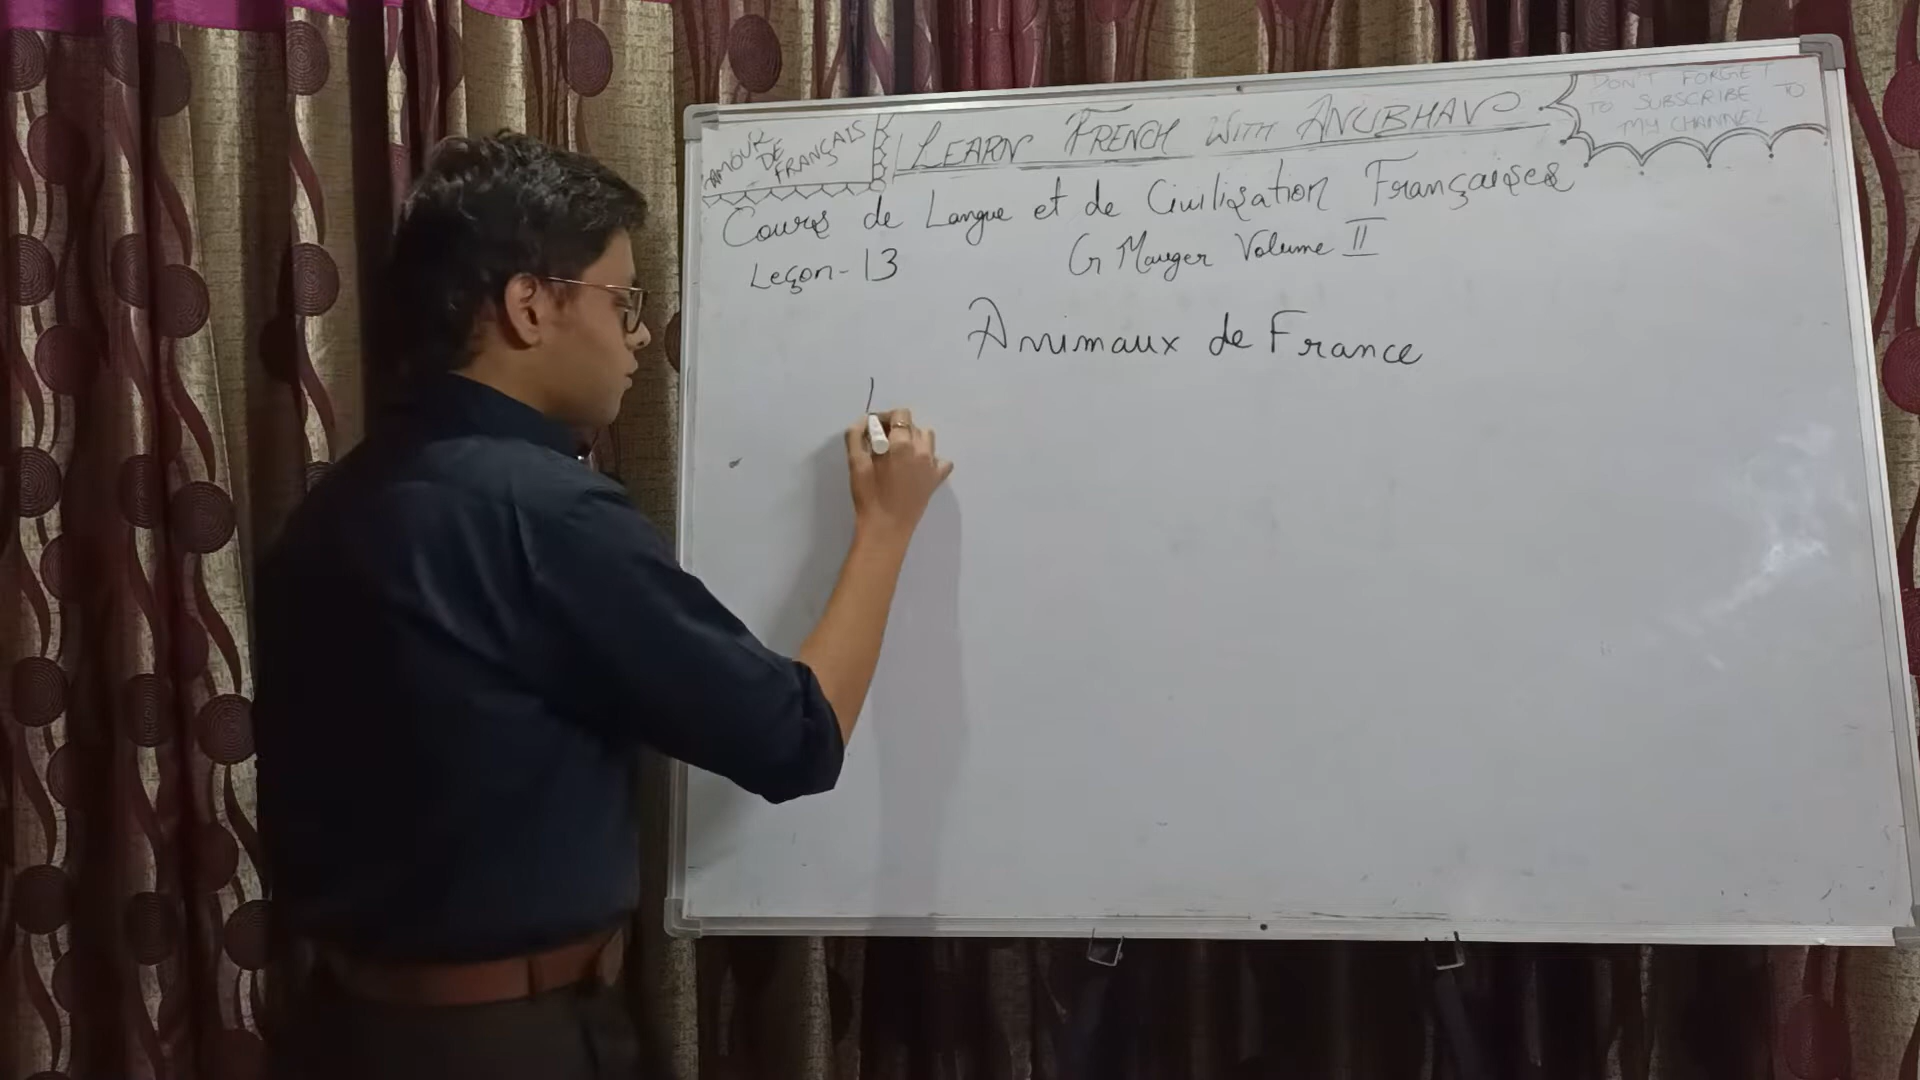 AMOUR
DE
FRANÇAIS
LEARN FRENCH WITH ANUBHAV
DON'T FORGET
TO SUBSCRIBE TO
MY CHANNEL
Cours de Langue et de Civilisation Françaises
Leçon-13
G Mauger Volume II
Animaux de France